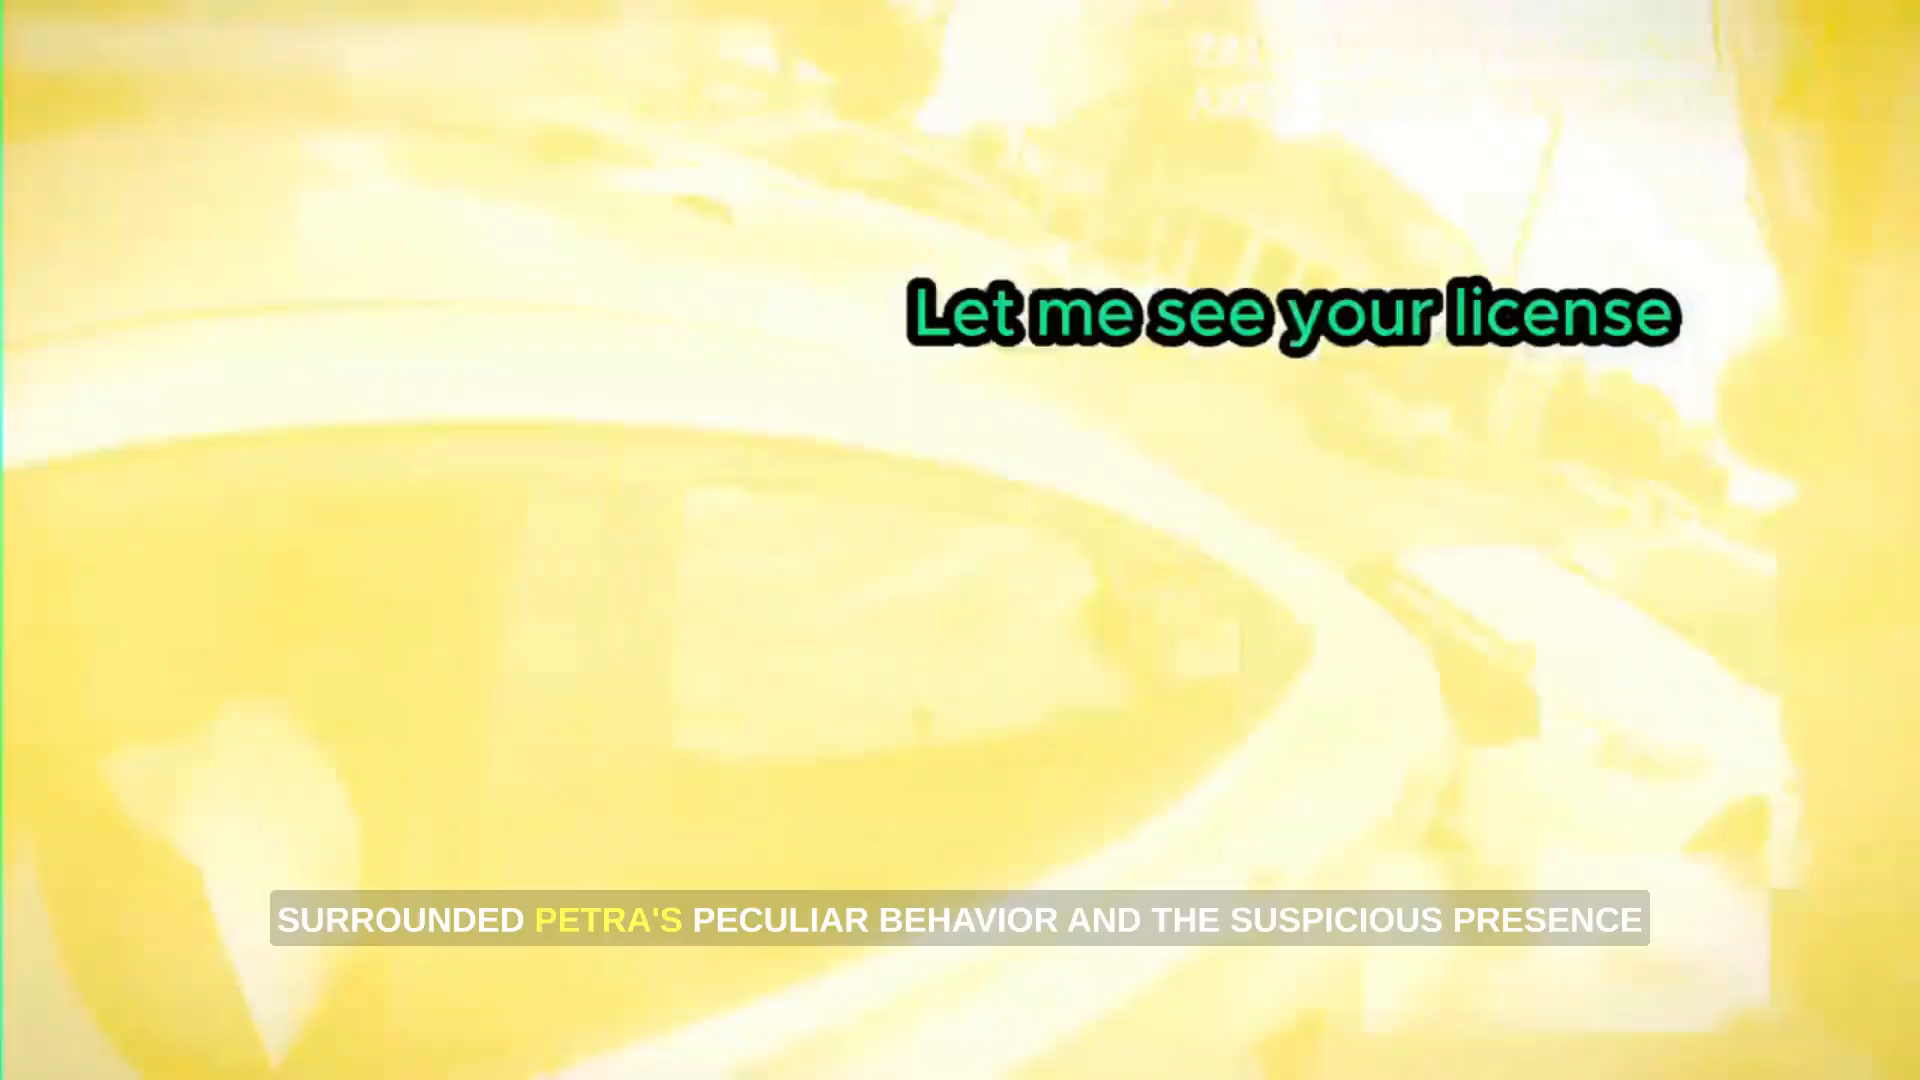 Let me see your license
SURROUNDED PETRA'S PECULIAR BEHAVIOR AND THE SUSPICIOUS PRESENCE